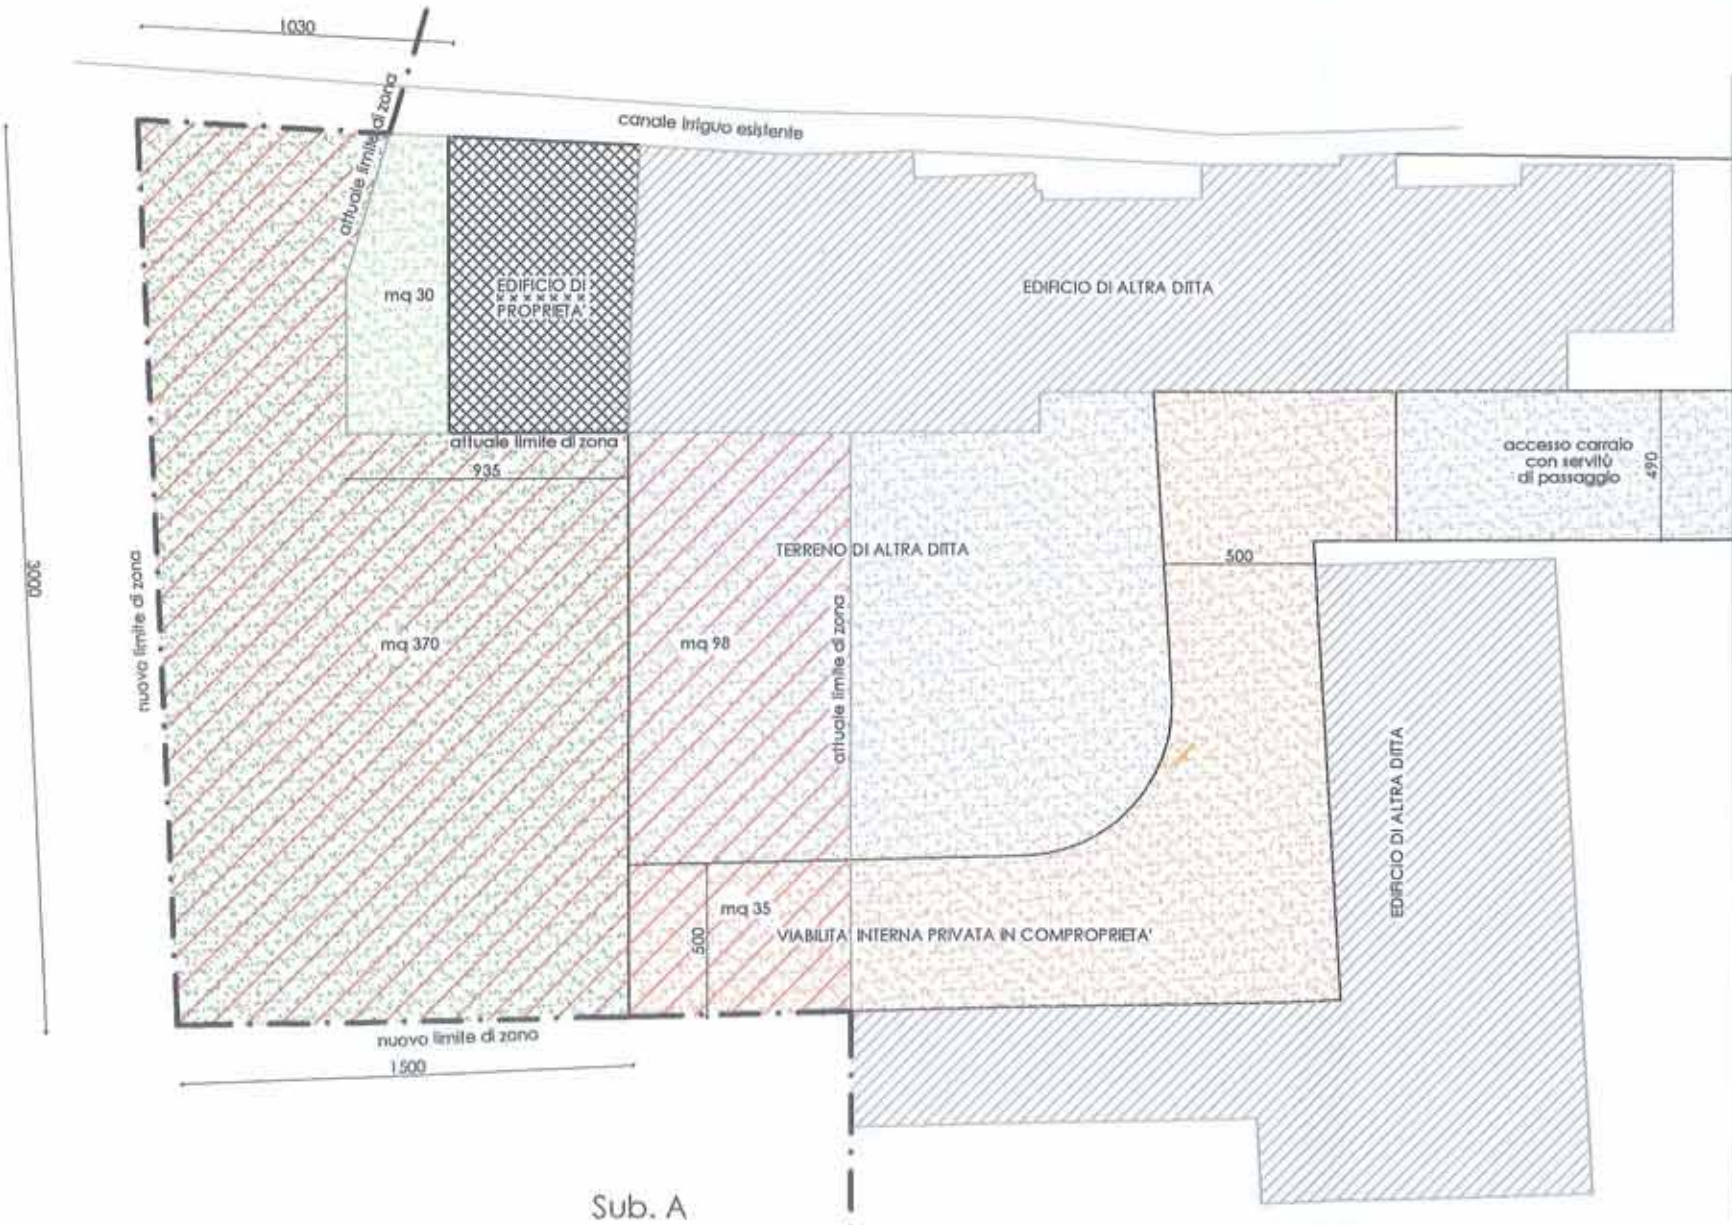 1030
attuale limite di zona
canale irriguo esistente
mq 30
EDIFICIO DI
PROPRIETA'
EDIFICIO DI ALTRA DITTA
attuale limite di zona
935
accesso carraio
con servitù
di passaggio
490
3000
nuovo limite di zona
TERRENO DI ALTRA DITTA
500
mq 370
mq 98
attuale limite di zona
EDIFICIO DI ALTRA DITTA
mq 35
500
VIABILITA' INTERNA PRIVATA IN COMPROPRIETA'
nuovo limite di zona
1500
Sub. A